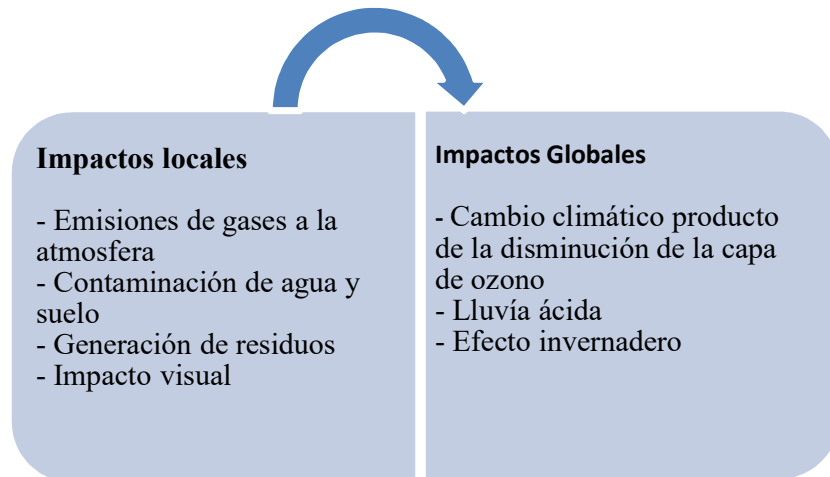 Impactos locales
- Emisiones de gases a la
atmosfera
- Contaminación de agua y
suelo
- Generación de residuos
- Impacto visual
Impactos Globales
- Cambio climático producto
de la disminución de la capa
de ozono
- Lluvía ácida
- Efecto invernadero